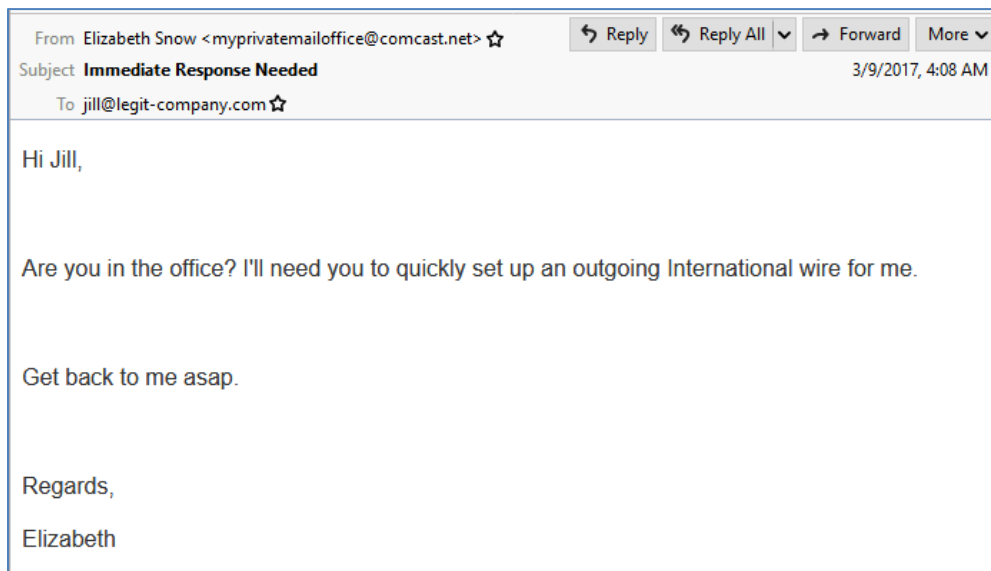 From Elizabeth Snow <myprivatemailoffice@comcast.net> Reply Reply All Forward More
Subject Immediate Response Needed 3/9/2017, 4:08 AM
To jill@legit-company.com
Hi Jill,
Are you in the office? I'll need you to quickly set up an outgoing International wire for me.
Get back to me asap.
Regards,
Elizabeth